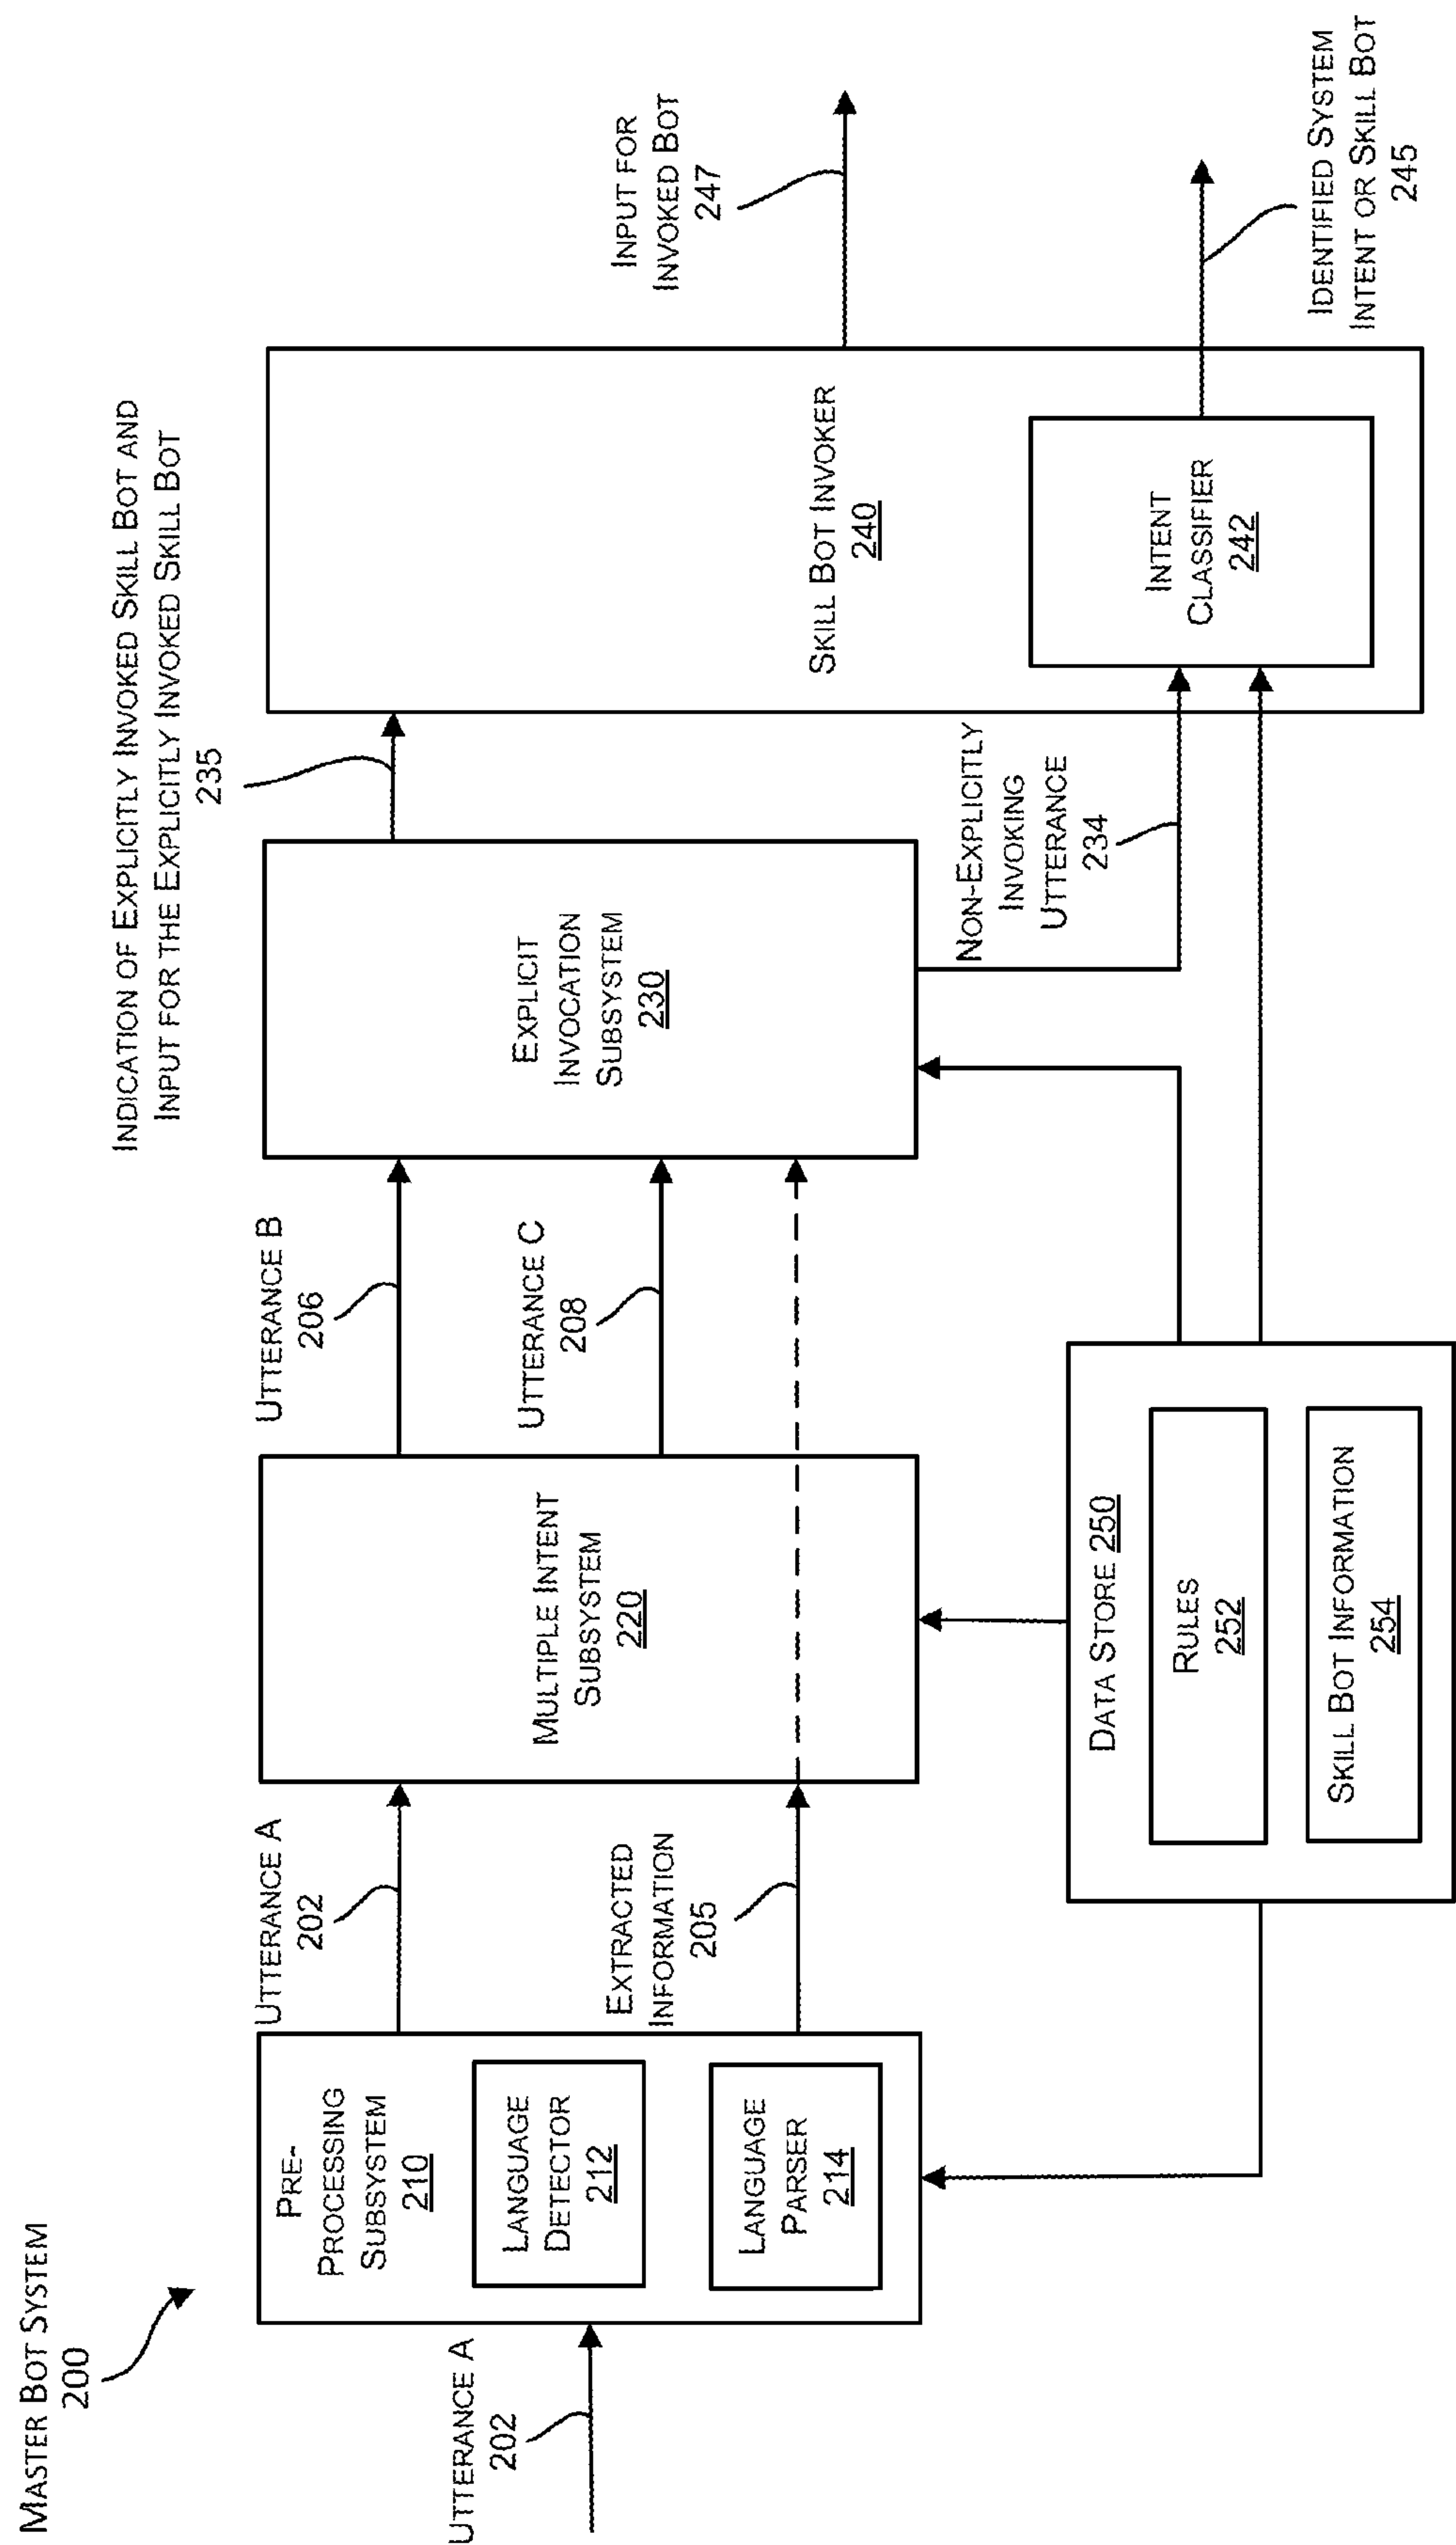 MASTER BOT SYSTEM
200
UTTERANCE A
202
PRE-
PROCESSING
SUBSYSTEM
210
LANGUAGE
DETECTOR
212
LANGUAGE
PARSER
214
UTTERANCE A
202
EXTRACTED
INFORMATION
205
MULTIPLE INTENT
SUBSYSTEM
220
UTTERANCE B
206
UTTERANCE C
208
EXPLICIT
INVOCATION
SUBSYSTEM
230
INDICATION OF EXPLICITLY INVOKED SKILL BOT AND
INPUT FOR THE EXPLICITLY INVOKED SKILL BOT
235
NON-EXPLICITLY
INVOKING
UTTERANCE
234
SKILL BOT INVOKER
240
INTENT
CLASSIFIER
242
INPUT FOR
INVOKED BOT
247
IDENTIFIED SYSTEM
INTENT OR SKILL BOT
245
DATA STORE 250
RULES
252
SKILL BOT INFORMATION
254